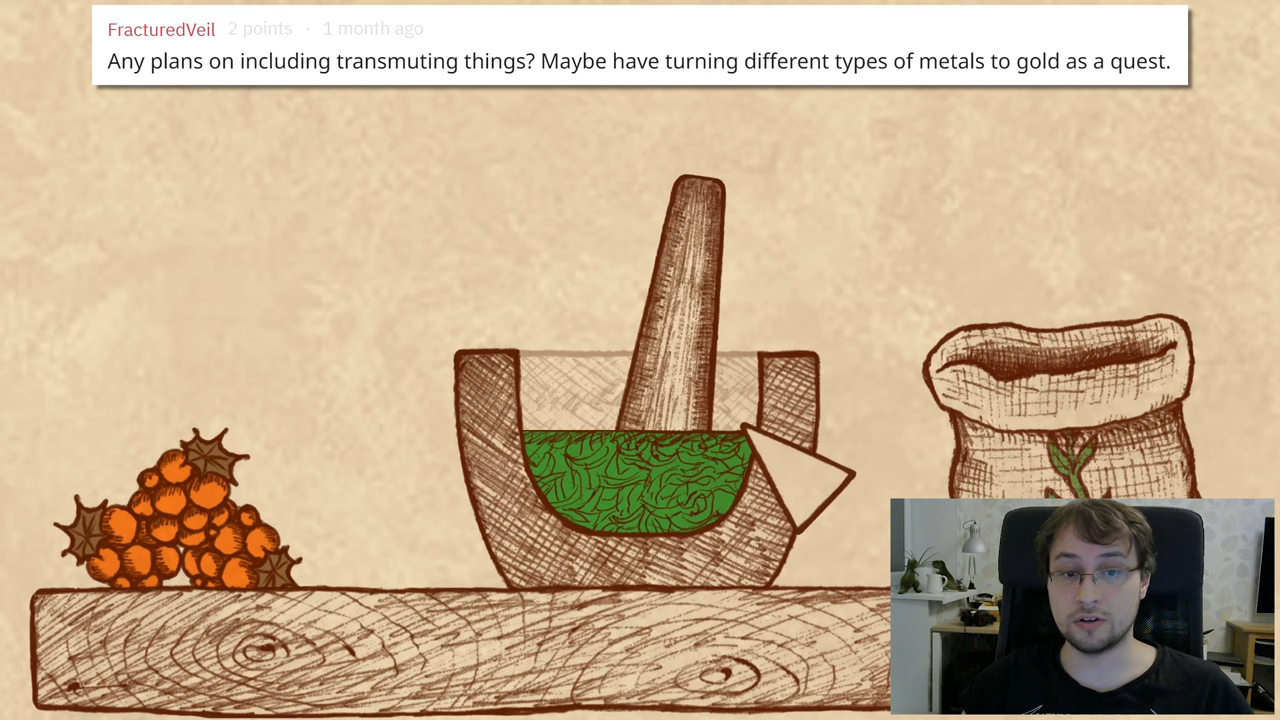 FracturedVeil 2 points · 1 month ago
Any plans on including transmuting things? Maybe have turning different types of metals to gold as a quest.